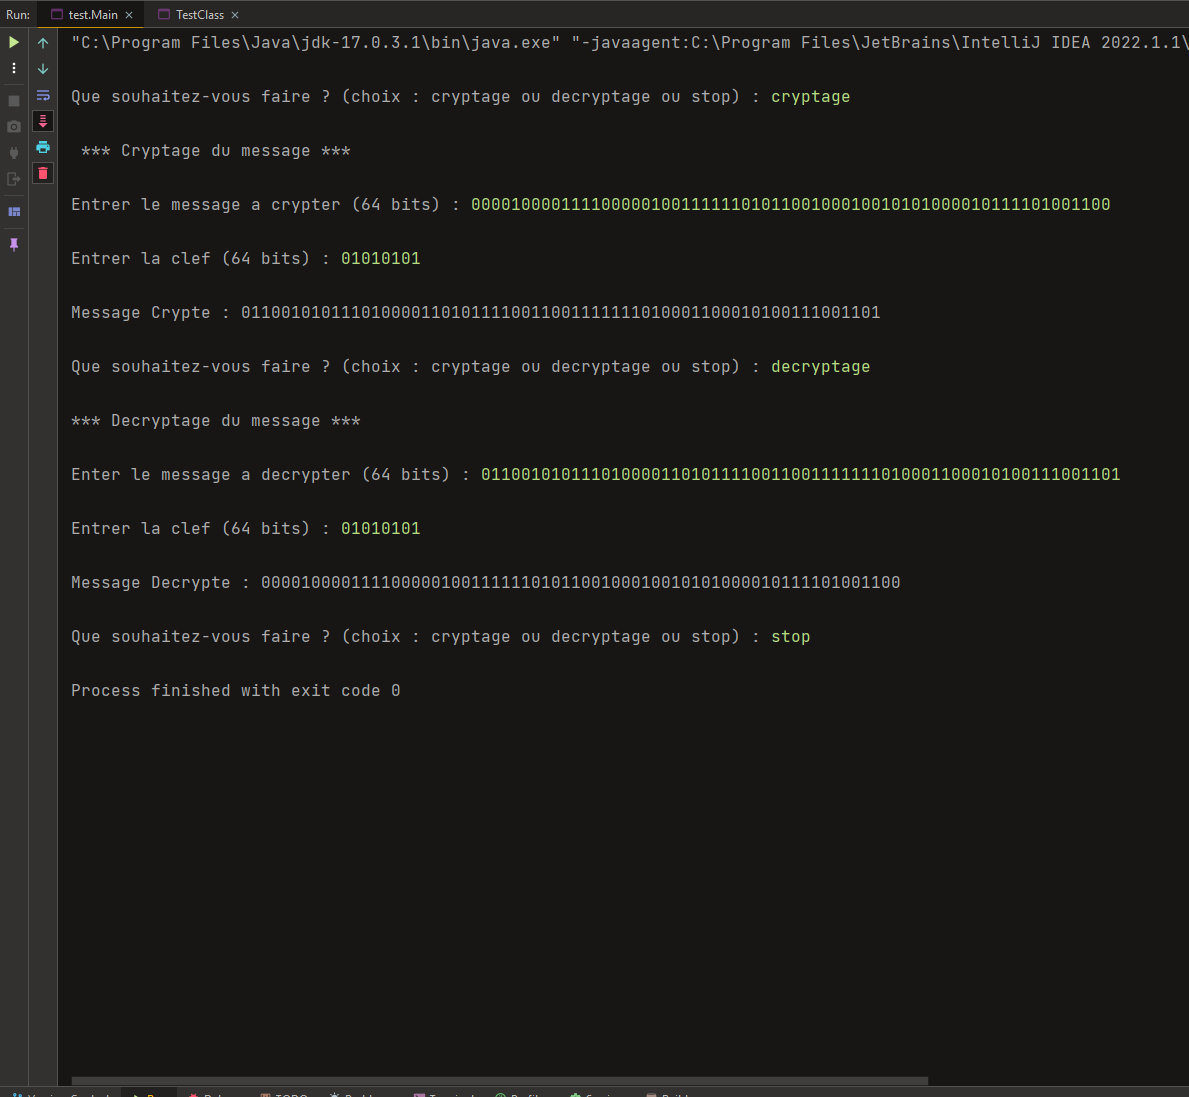 Run: test.Main × TestClass ×
"C:\Program Files\Java\jdk-17.0.3.1\bin\java.exe" "-javaagent:C:\Program Files\JetBrains\IntelliJ IDEA 2022.1.1\
Que souhaitez-vous faire ? (choix : cryptage ou decryptage ou stop) : cryptage
*** Cryptage du message ***
Entrer le message a crypter (64 bits) : 0000100001111000001001111110101100100010010101000010111101001100
Entrer la clef (64 bits) : 01010101
Message Crypte : 0110010101110100001101011110011001111111010001100010100111001101
Que souhaitez-vous faire ? (choix : cryptage ou decryptage ou stop) : decryptage
*** Decryptage du message ***
Enter le message a decrypter (64 bits) : 0110010101110100001101011110011001111111010001100010100111001101
Entrer la clef (64 bits) : 01010101
Message Decrypte : 0000100001111000001001111110101100100010010101000010111101001100
Que souhaitez-vous faire ? (choix : cryptage ou decryptage ou stop) : stop
Process finished with exit code 0